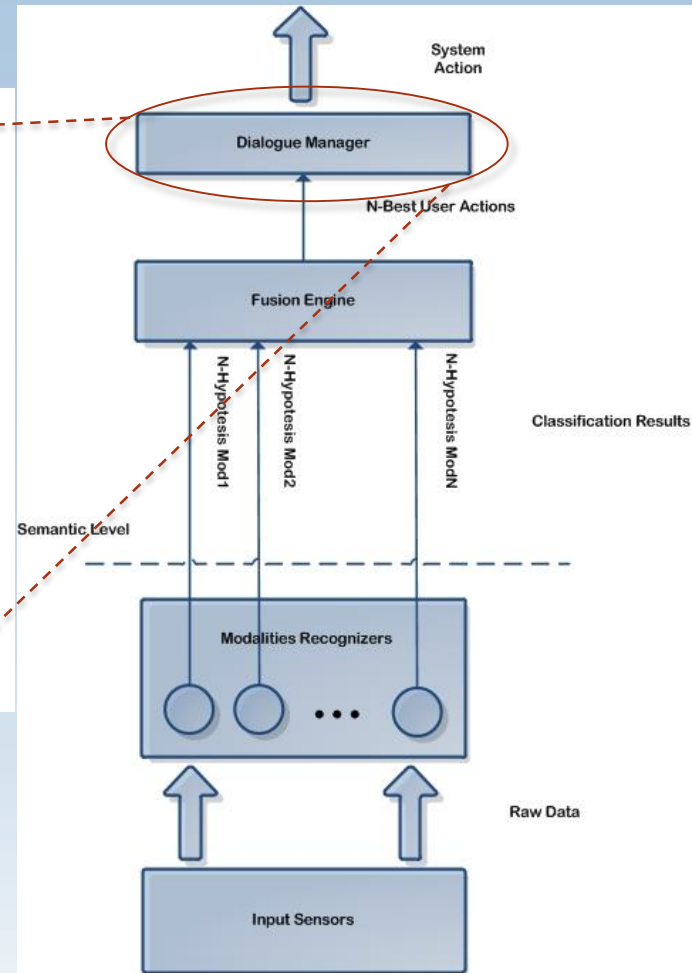 System
Action
Dialogue Manager
N-Best User Actions
Fusion Engine
N-Hypotesis Mod1
N-Hypotesis Mod2
N-Hypotesis ModN
Classification Results
Semantic Level
Modalities Recognizers
...
Raw Data
Input Sensors